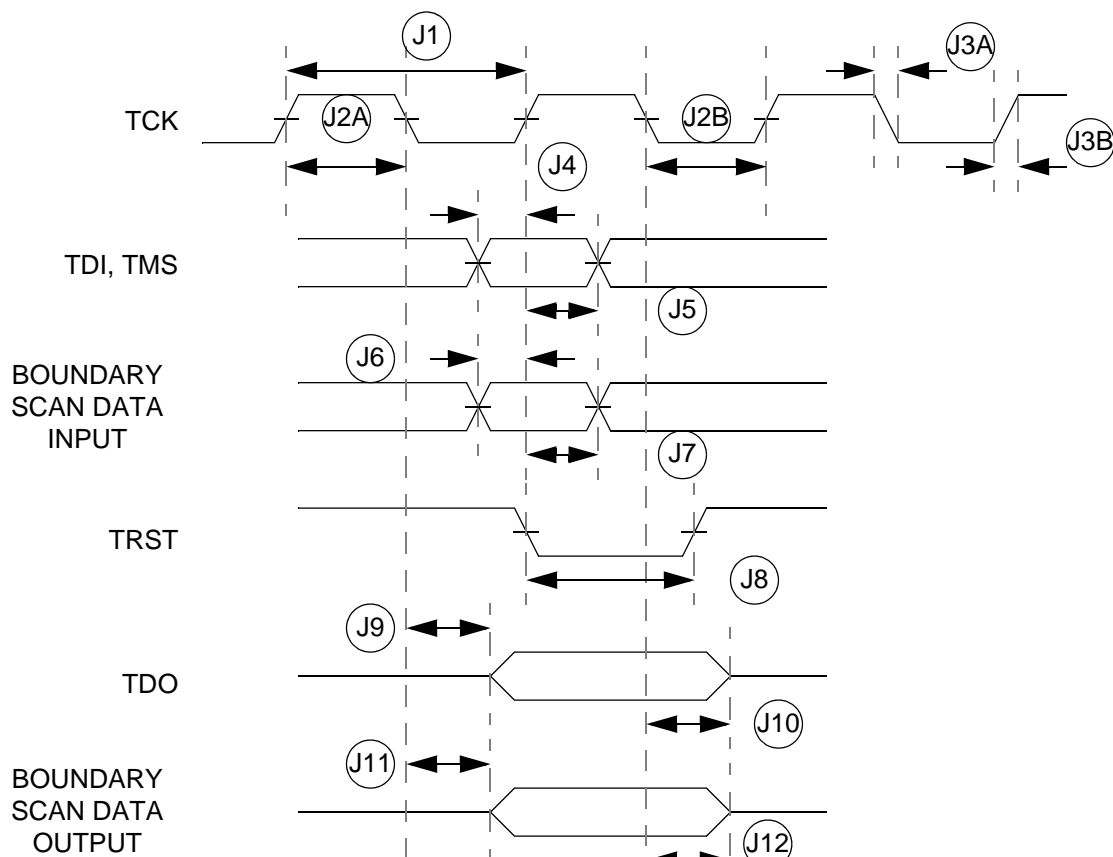 J1
J3A
TCK
J2A
J2B
J3B
J4
TDI, TMS
J5
J6
BOUNDARY
SCAN DATA
INPUT
J7
TRST
J8
J9
TDO
J10
J11
BOUNDARY
SCAN DATA
OUTPUT
J12